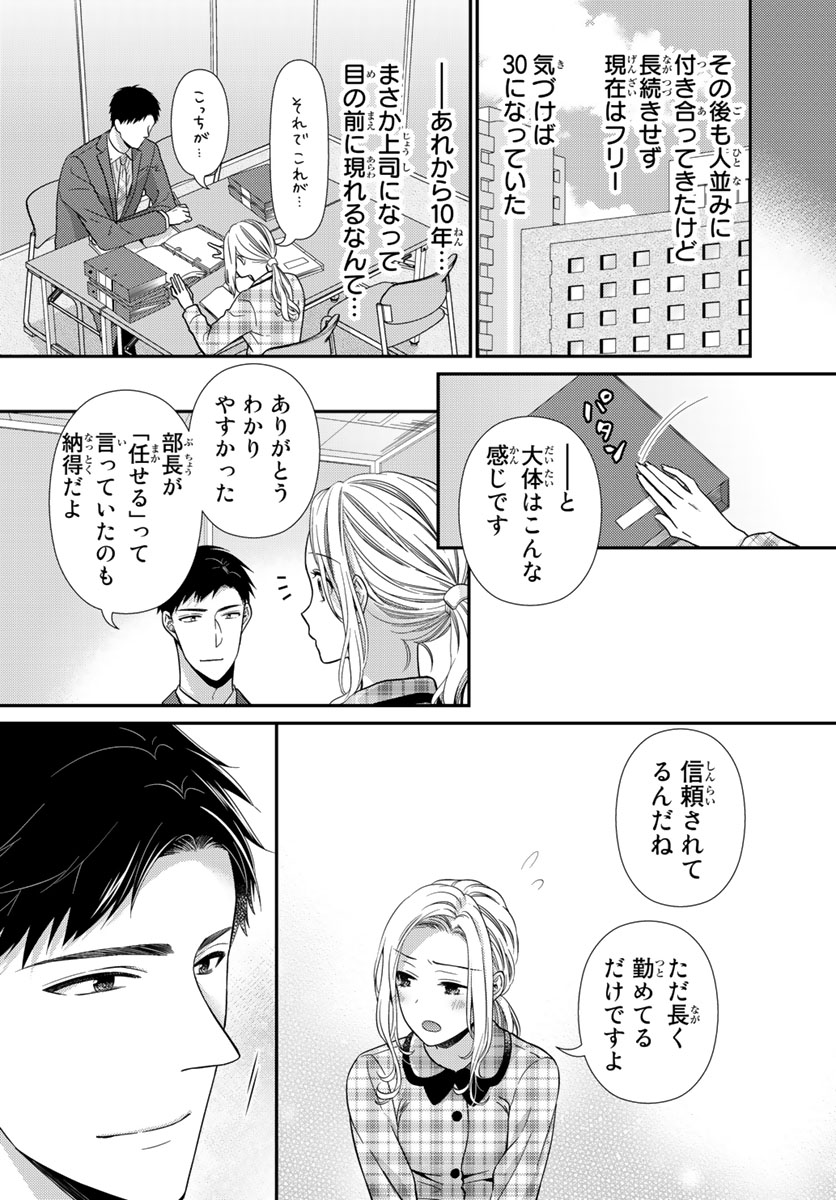 その後も人並みに
付き合ってきたけど
長続きせず
現在はフリー
気づけば
30になっていた
──あれから10年…
まさか上司になって
目の前に現れるなんて…
それで これが…
こっちが…
パタン
──と
大体はこんな
感じです
ありがとう
わかり
やすかった
部長が
「任せる」って
言っていたのも
納得だよ
信頼されて
るんだね
ただ長く
勤めてる
だけですよ